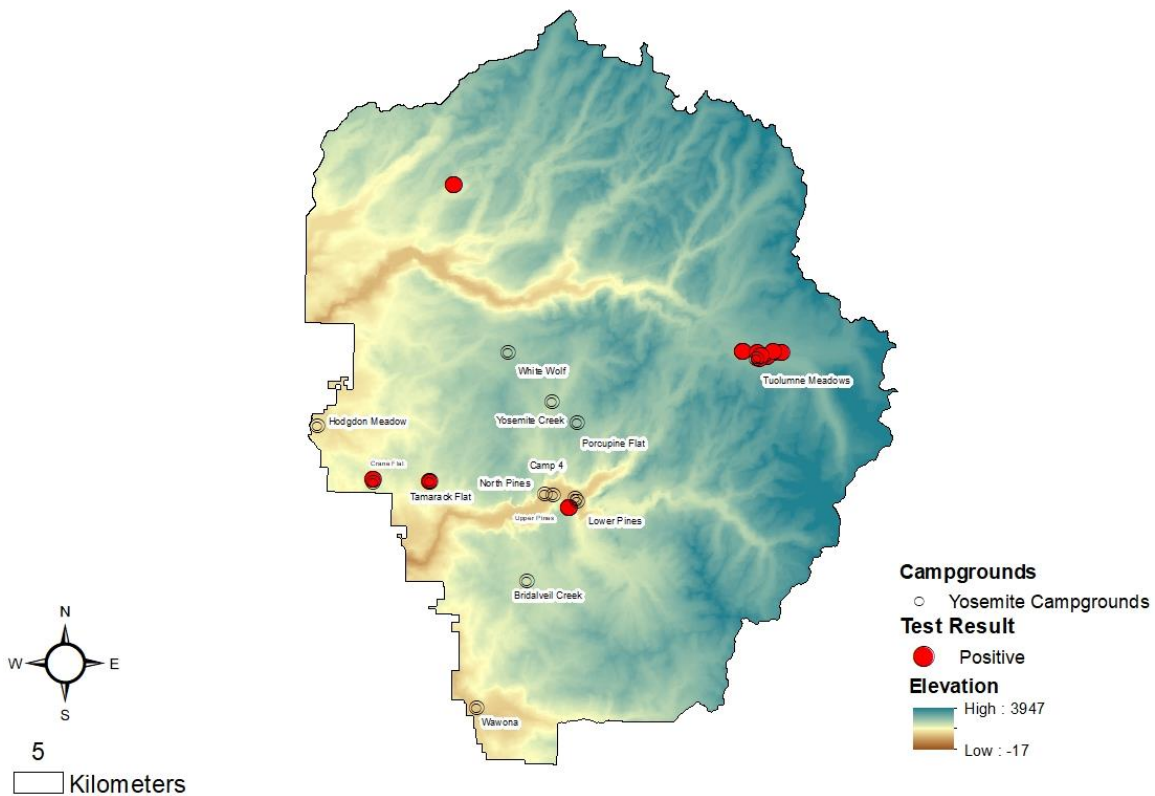 White Wolf
Tuolumne Meadows
Yosemite Creek
Hodgdon Meadow
Porcupine Flat
Crane Flat
Camp 4
North Pines
Tamarack Flat
Upper Pines
Lower Pines
Bridalveil Creek
Wawona
N
W
E
S
5
Kilometers
Campgrounds
Yosemite Campgrounds
Test Result
Positive
Elevation
High : 3947
Low : -17